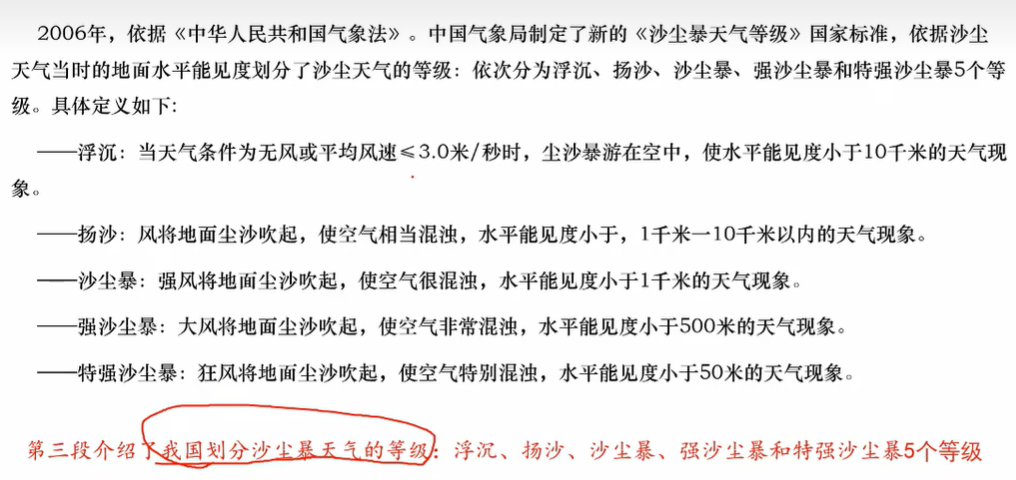 2006年，依据《中华人民共和国气象法》。中国气象局制定了新的《沙尘暴天气等级》国家标准，依据沙尘
天气当时的地面水平能见度划分了沙尘天气的等级：依次分为浮沉、扬沙、沙尘暴、强沙尘暴和特强沙尘暴5个等
级。具体定义如下:
——浮沉：当天气条件为无风或平均风速≤3.0米/秒时，尘沙暴游在空中，使水平能见度小于10千米的天气现
象。
——扬沙：风将地面尘沙吹起，使空气相当混浊，水平能见度小于，1千米一10千米以内的天气现象。
——沙尘暴：强风将地面尘沙吹起，使空气很混浊，水平能见度小于1千米的天气现象。
——强沙尘暴：大风将地面尘沙吹起，使空气非常混浊，水平能见度小于500米的天气现象。
——特强沙尘暴：狂风将地面尘沙吹起，使空气特别混浊，水平能见度小于50米的天气现象。
第三段介绍了我国划分沙尘暴天气的等级：浮沉、扬沙、沙尘暴、强沙尘暴和特强沙尘暴5个等级